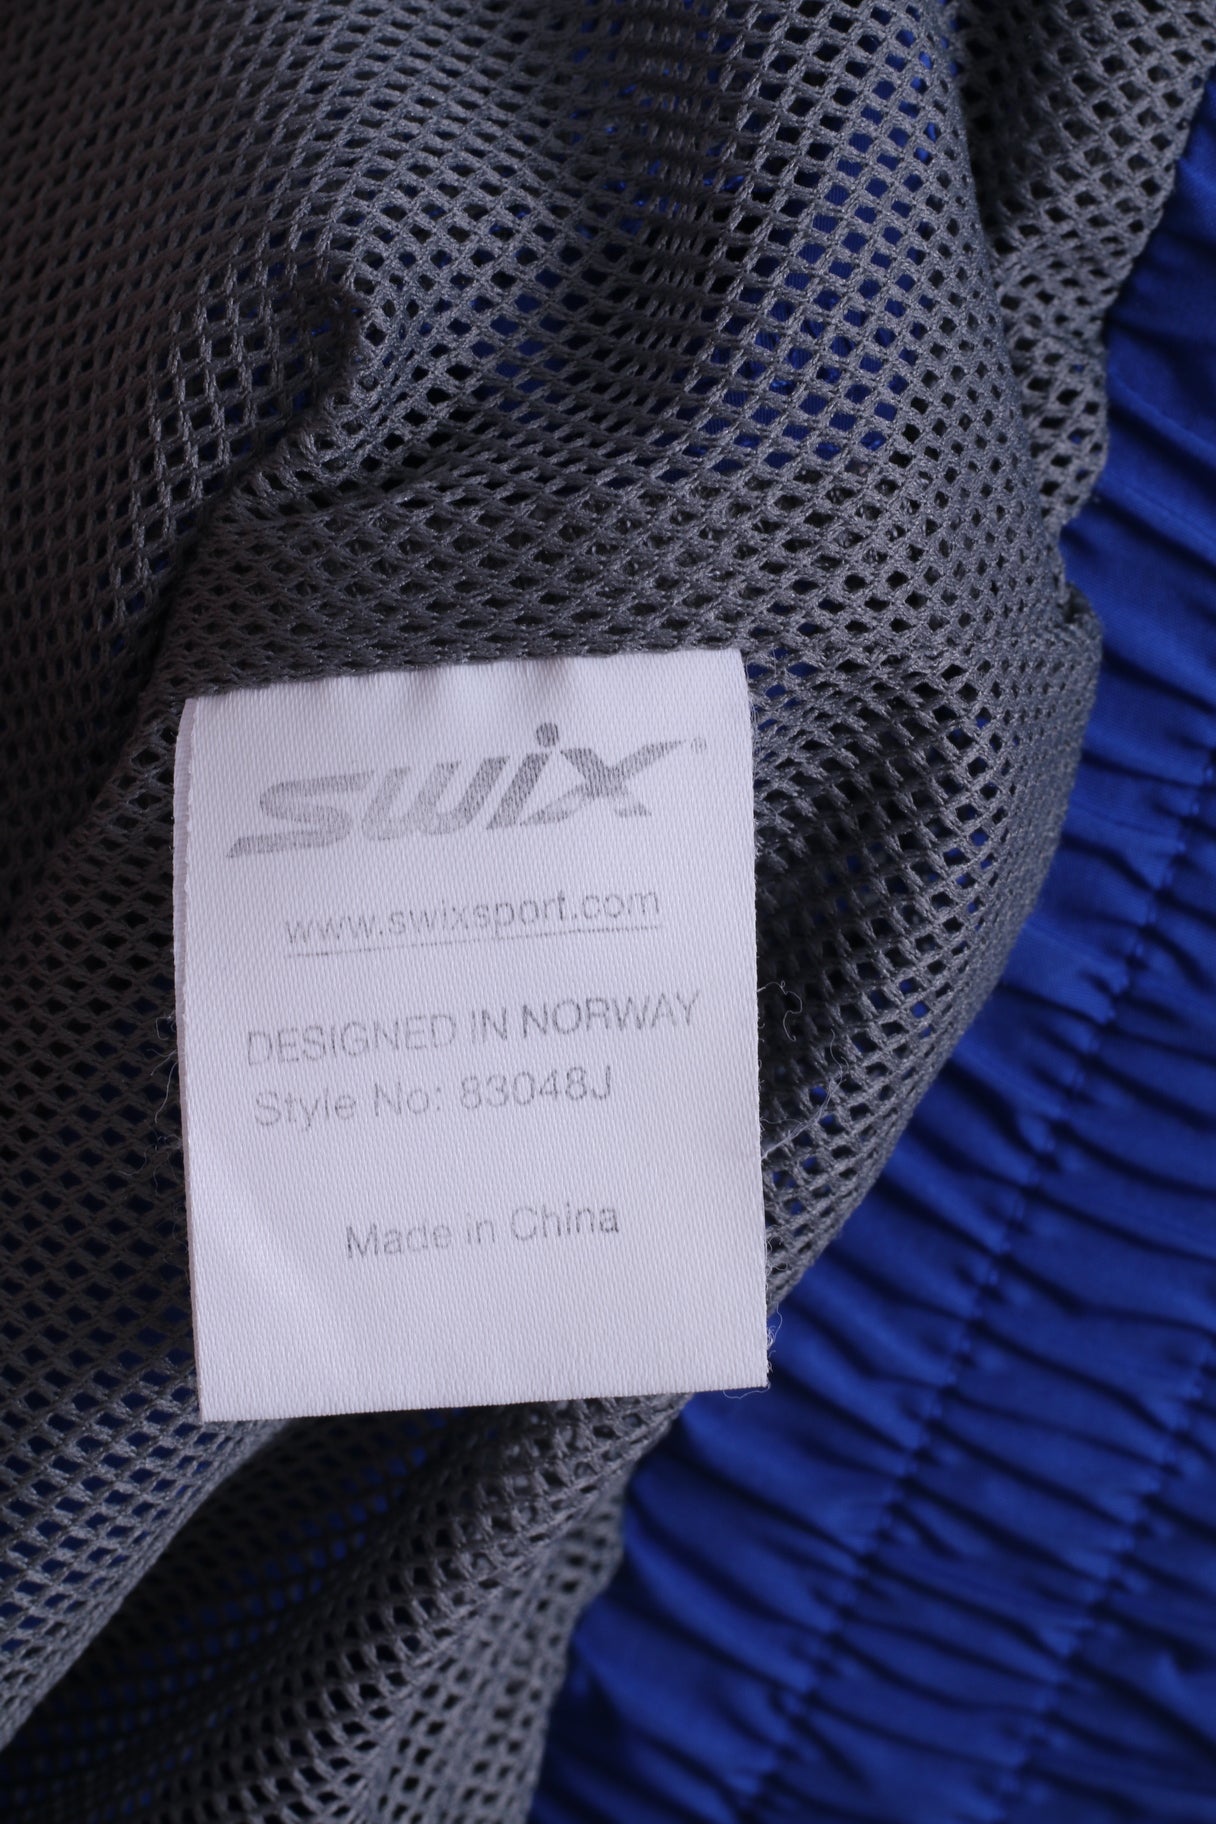 swix
www.swixsport.com
DESIGNED IN NORWAY
Style No: 83048J
Made in China